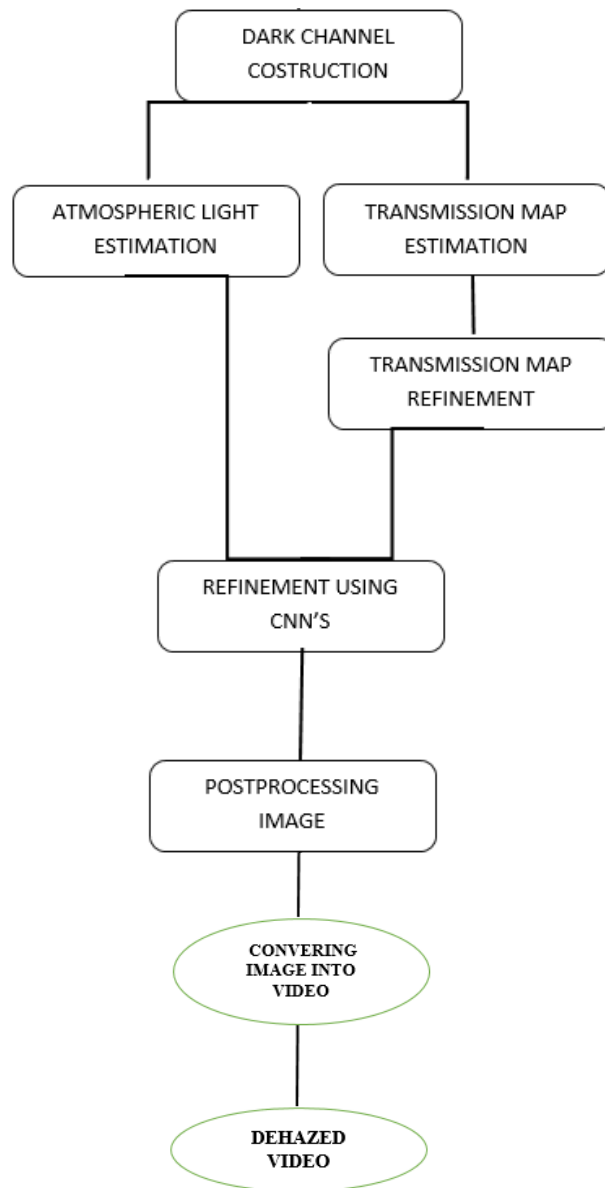 DARK CHANNEL
COSTRUCTION
ATMOSPHERIC LIGHT
ESTIMATION
TRANSMISSION MAP
ESTIMATION
TRANSMISSION MAP
REFINEMENT
REFINEMENT USING
CNN’S
POSTPROCESSING
IMAGE
CONVERING
IMAGE INTO
VIDEO
DEHAZED
VIDEO